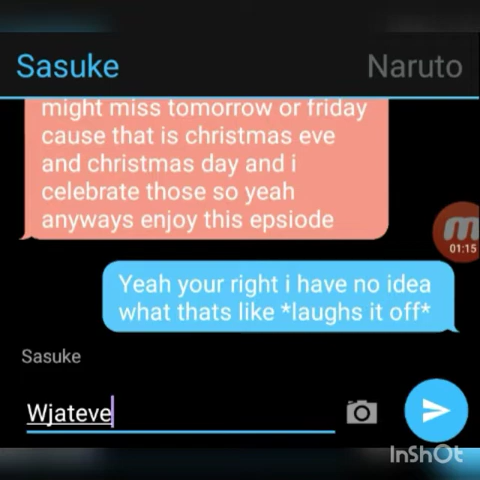 Sasuke
Naruto
might miss tomorrow or friday
cause that is christmas eve
and christmas day and i
celebrate those so yeah
anyways enjoy this epsiode
01:15
Yeah your right i have no idea
what thats like *laughs it off*
Sasuke
Wjateve
InShOt